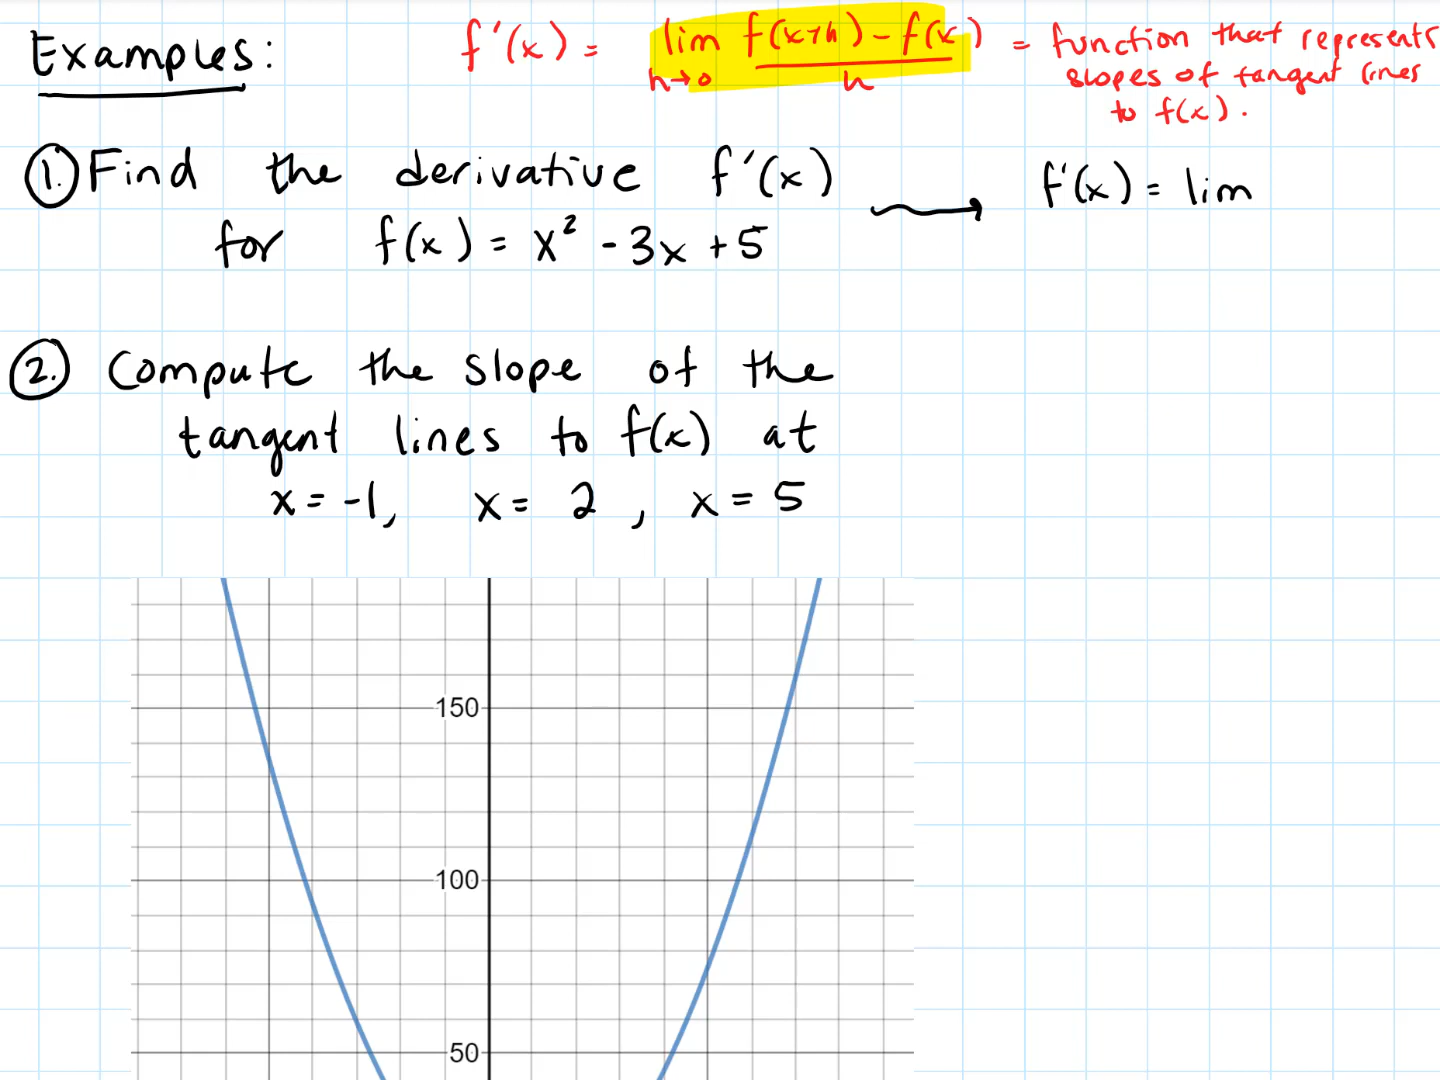 Examples:
f'(x) = lim f(x+h) - f(x) = function that represents
h→0 h slopes of tangent lines
to f(x).
1. Find the derivative f'(x) → f'(x) = lim
for f(x) = x² - 3x + 5
2. Compute the slope of the
tangent lines to f(x) at
x = -1, x = 2, x = 5
150
100
50